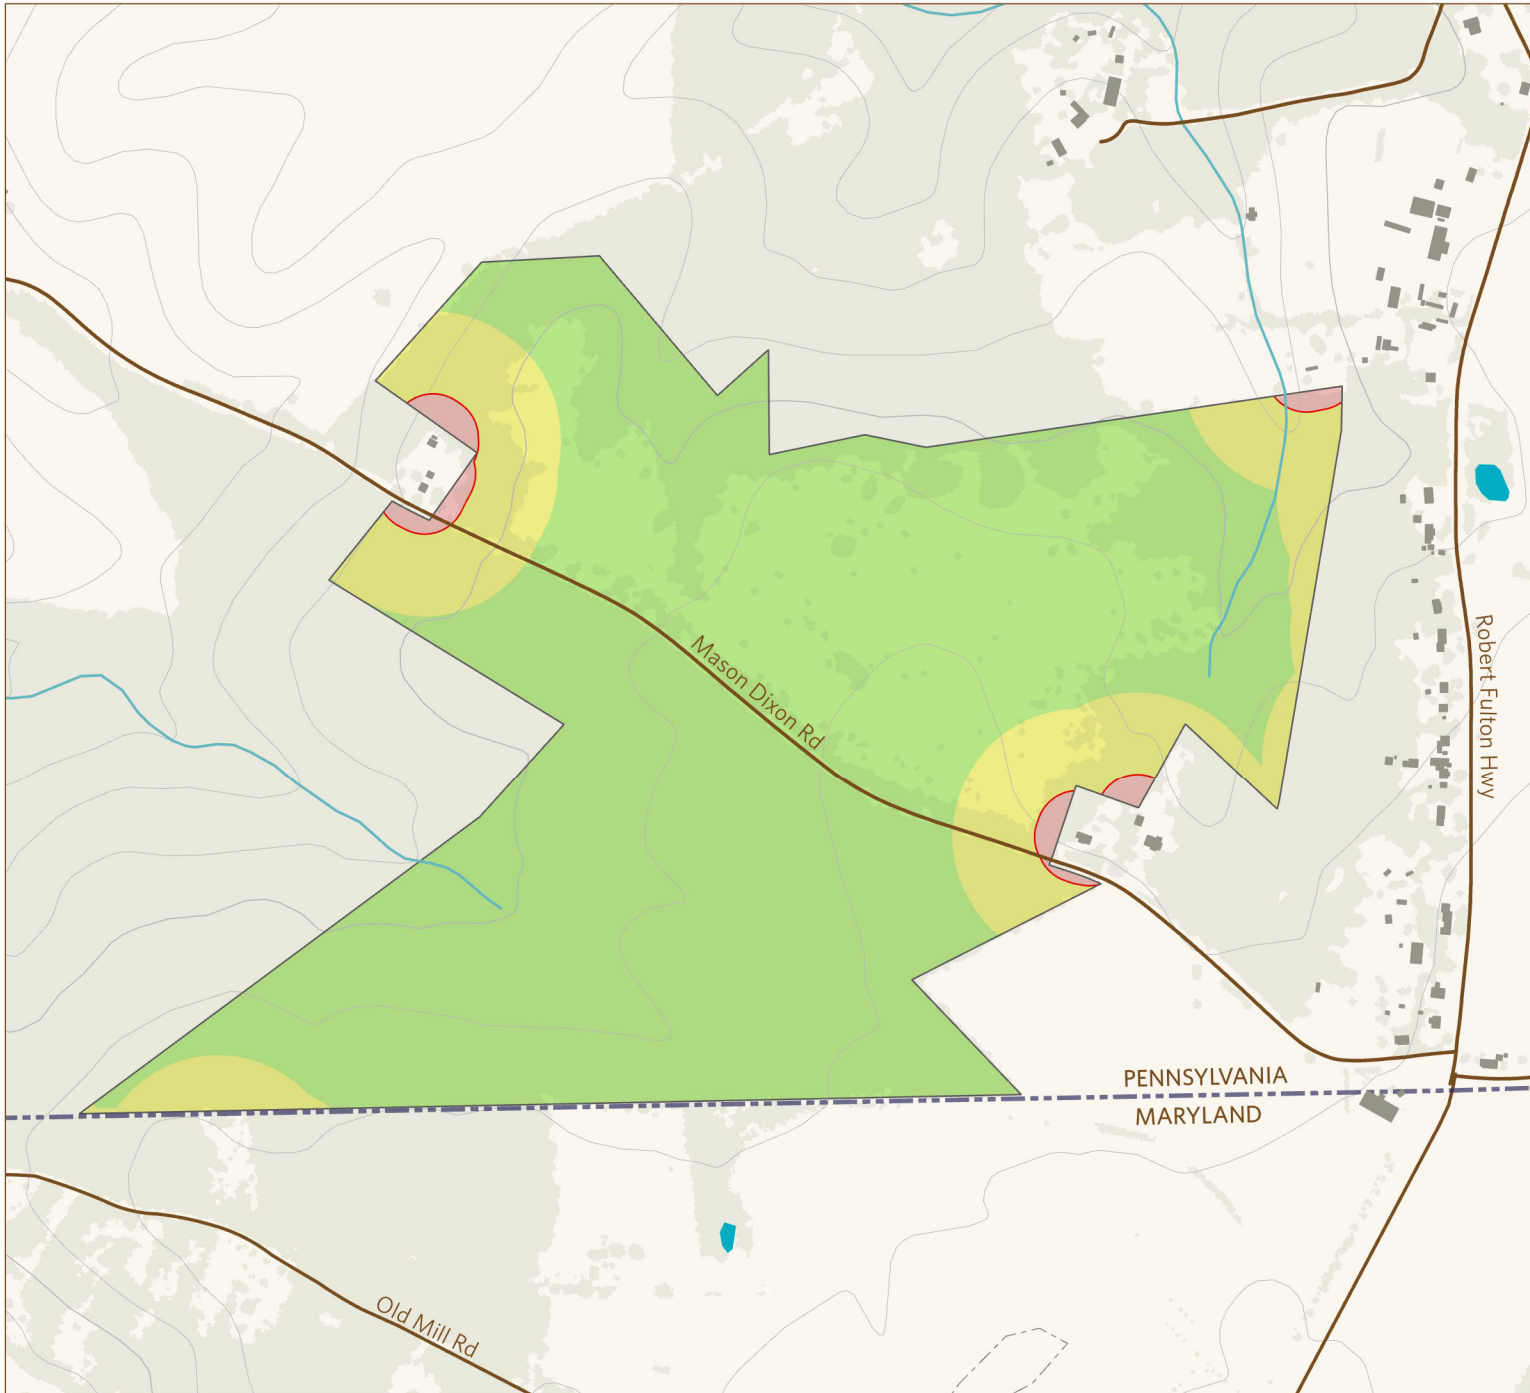 Mason Dixon Rd
Robert Fulton Hwy
PENNSYLVANIA
MARYLAND
Old Mill Rd